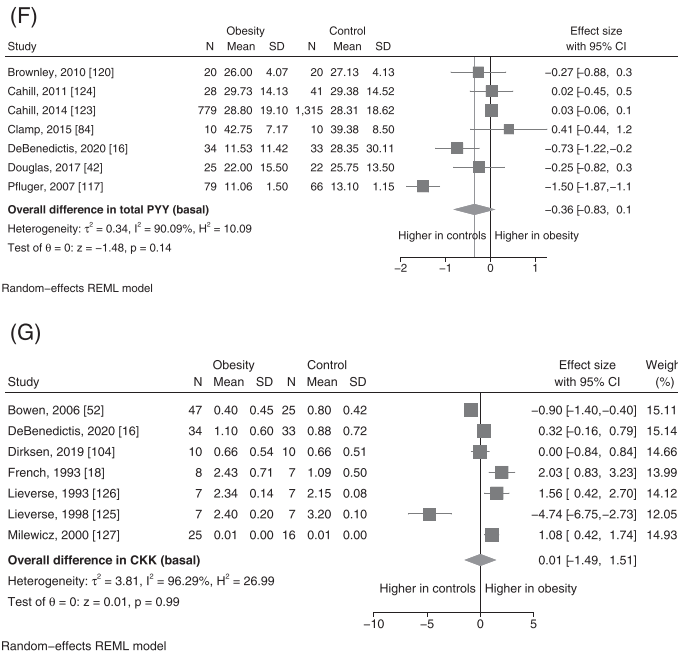 (F)
Obesity Control Effect size
Study N Mean SD N Mean SD with 95% CI
Brownley, 2010 [120] 20 26.00 4.07 20 27.13 4.13 −0.27 [−0.88, 0.3
Cahill, 2011 [124] 28 29.73 14.13 41 29.38 14.52 0.02 [−0.45, 0.5
Cahill, 2014 [123] 779 28.80 19.10 1,315 28.31 18.62 0.03 [−0.06, 0.1
Clamp, 2015 [84] 10 42.75 7.17 10 39.38 8.50 0.41 [−0.44, 1.2
DeBenedictis, 2020 [16] 34 11.53 11.42 33 28.35 30.11 −0.73 [−1.22, −0.2
Douglas, 2017 [42] 25 22.00 15.50 22 25.75 13.50 −0.25 [−0.82, 0.3
Pfluger, 2007 [117] 79 11.06 1.50 66 13.10 1.15 −1.50 [−1.87, −1.1
Overall difference in total PYY (basal) −0.36 [−0.83, 0.1
Heterogeneity: τ² = 0.34, I² = 90.09%, H² = 10.09
Higher in controls Higher in obesity
Test of θ = 0: z = −1.48, p = 0.14
−2 −1 0 1
Random−effects REML model
(G)
Obesity Control Effect size Weigh
Study N Mean SD N Mean SD with 95% CI (%)
Bowen, 2006 [52] 47 0.40 0.45 25 0.80 0.42 −0.90 [−1.40, −0.40] 15.11
DeBenedictis, 2020 [16] 34 1.10 0.60 33 0.88 0.72 0.32 [−0.16, 0.79] 15.14
Dirksen, 2019 [104] 10 0.66 0.54 10 0.66 0.51 0.00 [−0.84, 0.84] 14.66
French, 1993 [18] 8 2.43 0.71 7 1.09 0.50 2.03 [ 0.83, 3.23] 13.99
Lieverse, 1993 [126] 7 2.34 0.14 7 2.15 0.08 1.56 [ 0.42, 2.70] 14.12
Lieverse, 1998 [125] 7 2.40 0.20 7 3.20 0.10 −4.74 [−6.75, −2.73] 12.05
Milewicz, 2000 [127] 25 0.01 0.00 16 0.01 0.00 1.08 [ 0.42, 1.74] 14.93
Overall difference in CKK (basal) 0.01 [−1.49, 1.51]
Heterogeneity: τ² = 3.81, I² = 96.29%, H² = 26.99
Higher in controls Higher in obesity
Test of θ = 0: z = 0.01, p = 0.99
−10 −5 0 5
Random−effects REML model